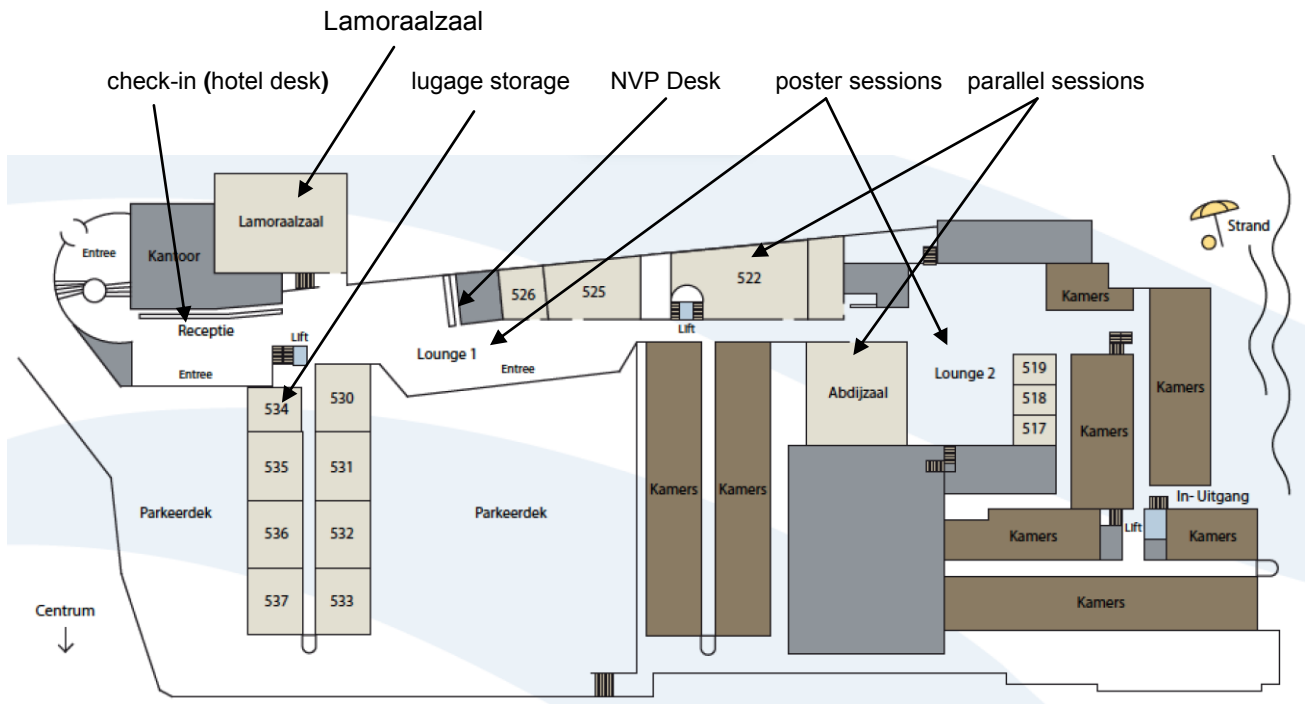 Lamoraalzaal
check-in (hotel desk)
lugage storage
NVP Desk
poster sessions
parallel sessions
Lamoraalzaal
Strand
Entree
Kantoor
522
526
525
Kamers
Receptie
Lift
Lift
Lounge 1
Entree
Entree
Lounge 2
519
518
517
Abdijzaal
Kamers
Kamers
534
530
535
531
Parkeerdek
Parkeerdek
Kamers
Kamers
In- Uitgang
536
532
Lift
Kamers
Kamers
537
533
Kamers
Centrum